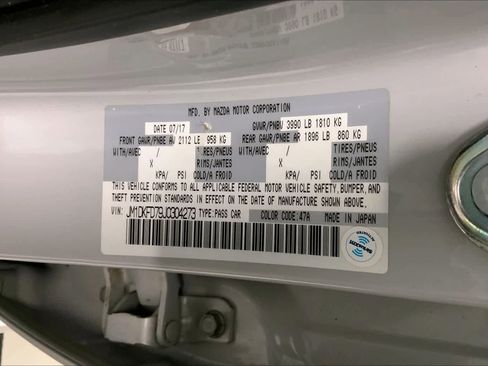 MFD. BY MAZDA MOTOR CORPORATION
DATE 07/17 GVWR/PNBV 3990 LB 1810 KG
FRONT GAWR/PNBE AV 2112 LB 958 KG REAR GAWR/PNBE AR 1896 LB 860 KG
WITH/AVEC / TIRES/PNEUS WITH/AVEC / TIRES/PNEUS
X RIMS/JANTES X RIMS/JANTES
KPA/ PSI COLD/A FROID KPA/ PSI COLD/A FROID
THIS VEHICLE CONFORMS TO ALL APPLICABLE FEDERAL MOTOR VEHICLE SAFETY, BUMPER, AND
THEFT PREVENTION STANDARDS IN EFFECT ON THE DATE OF MANUFACTURE SHOWN ABOVE.
VIN: JM1DKFD79J0304273 TYPE:PASS CAR COLOR CODE:47A MADE IN JAPAN
SiriusXM